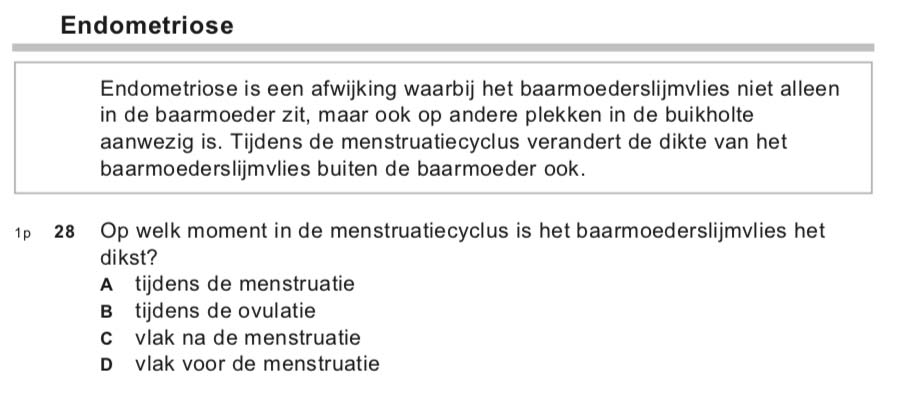 Endometriose
Endometriose is een afwijking waarbij het baarmoederslijmvlies niet alleen
in de baarmoeder zit, maar ook op andere plekken in de buikholte
aanwezig is. Tijdens de menstruatiecyclus verandert de dikte van het
baarmoederslijmvlies buiten de baarmoeder ook.
1p 28 Op welk moment in de menstruatiecyclus is het baarmoederslijmvlies het
dikst?
A tijdens de menstruatie
B tijdens de ovulatie
C vlak na de menstruatie
D vlak voor de menstruatie